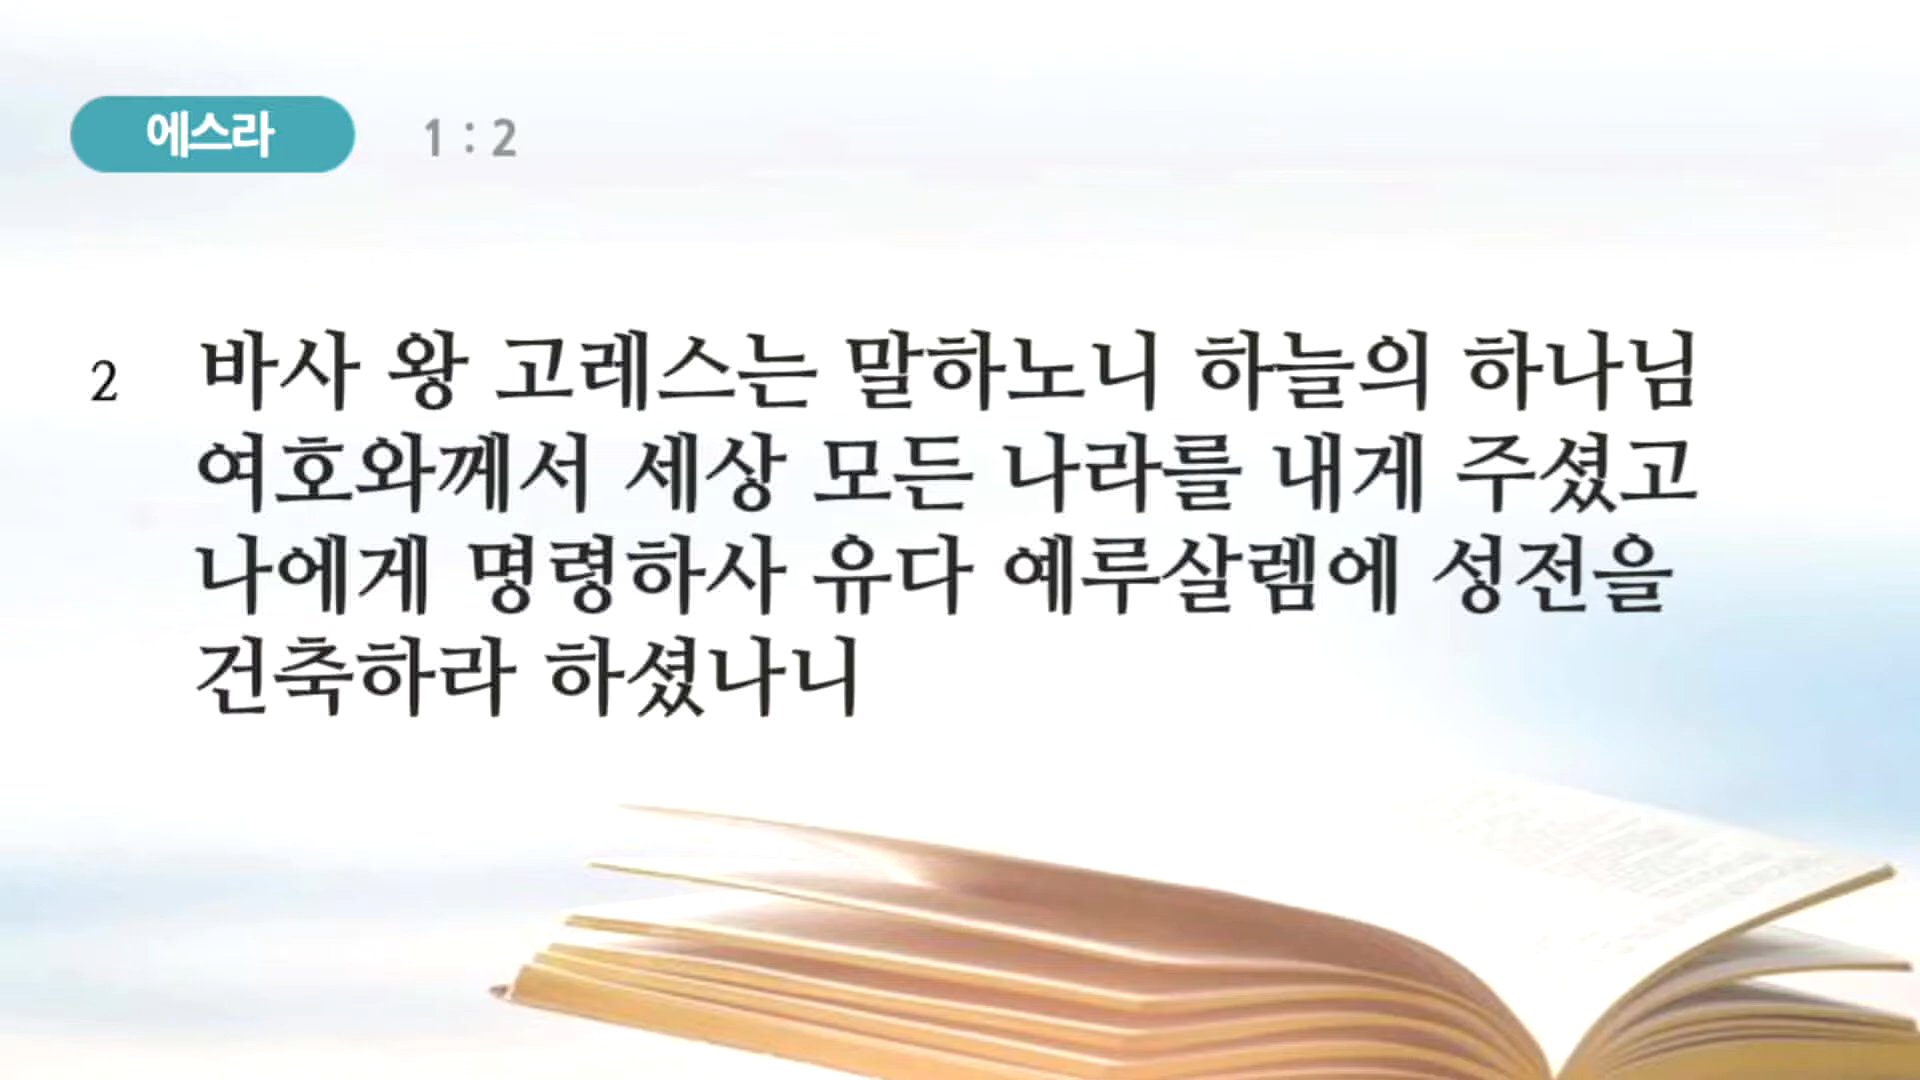 에스라 1 : 2
2 바사 왕 고레스는 말하노니 하늘의 하나님
여호와께서 세상 모든 나라를 내게 주셨고
나에게 명령하사 유다 예루살렘에 성전을
건축하라 하셨나니